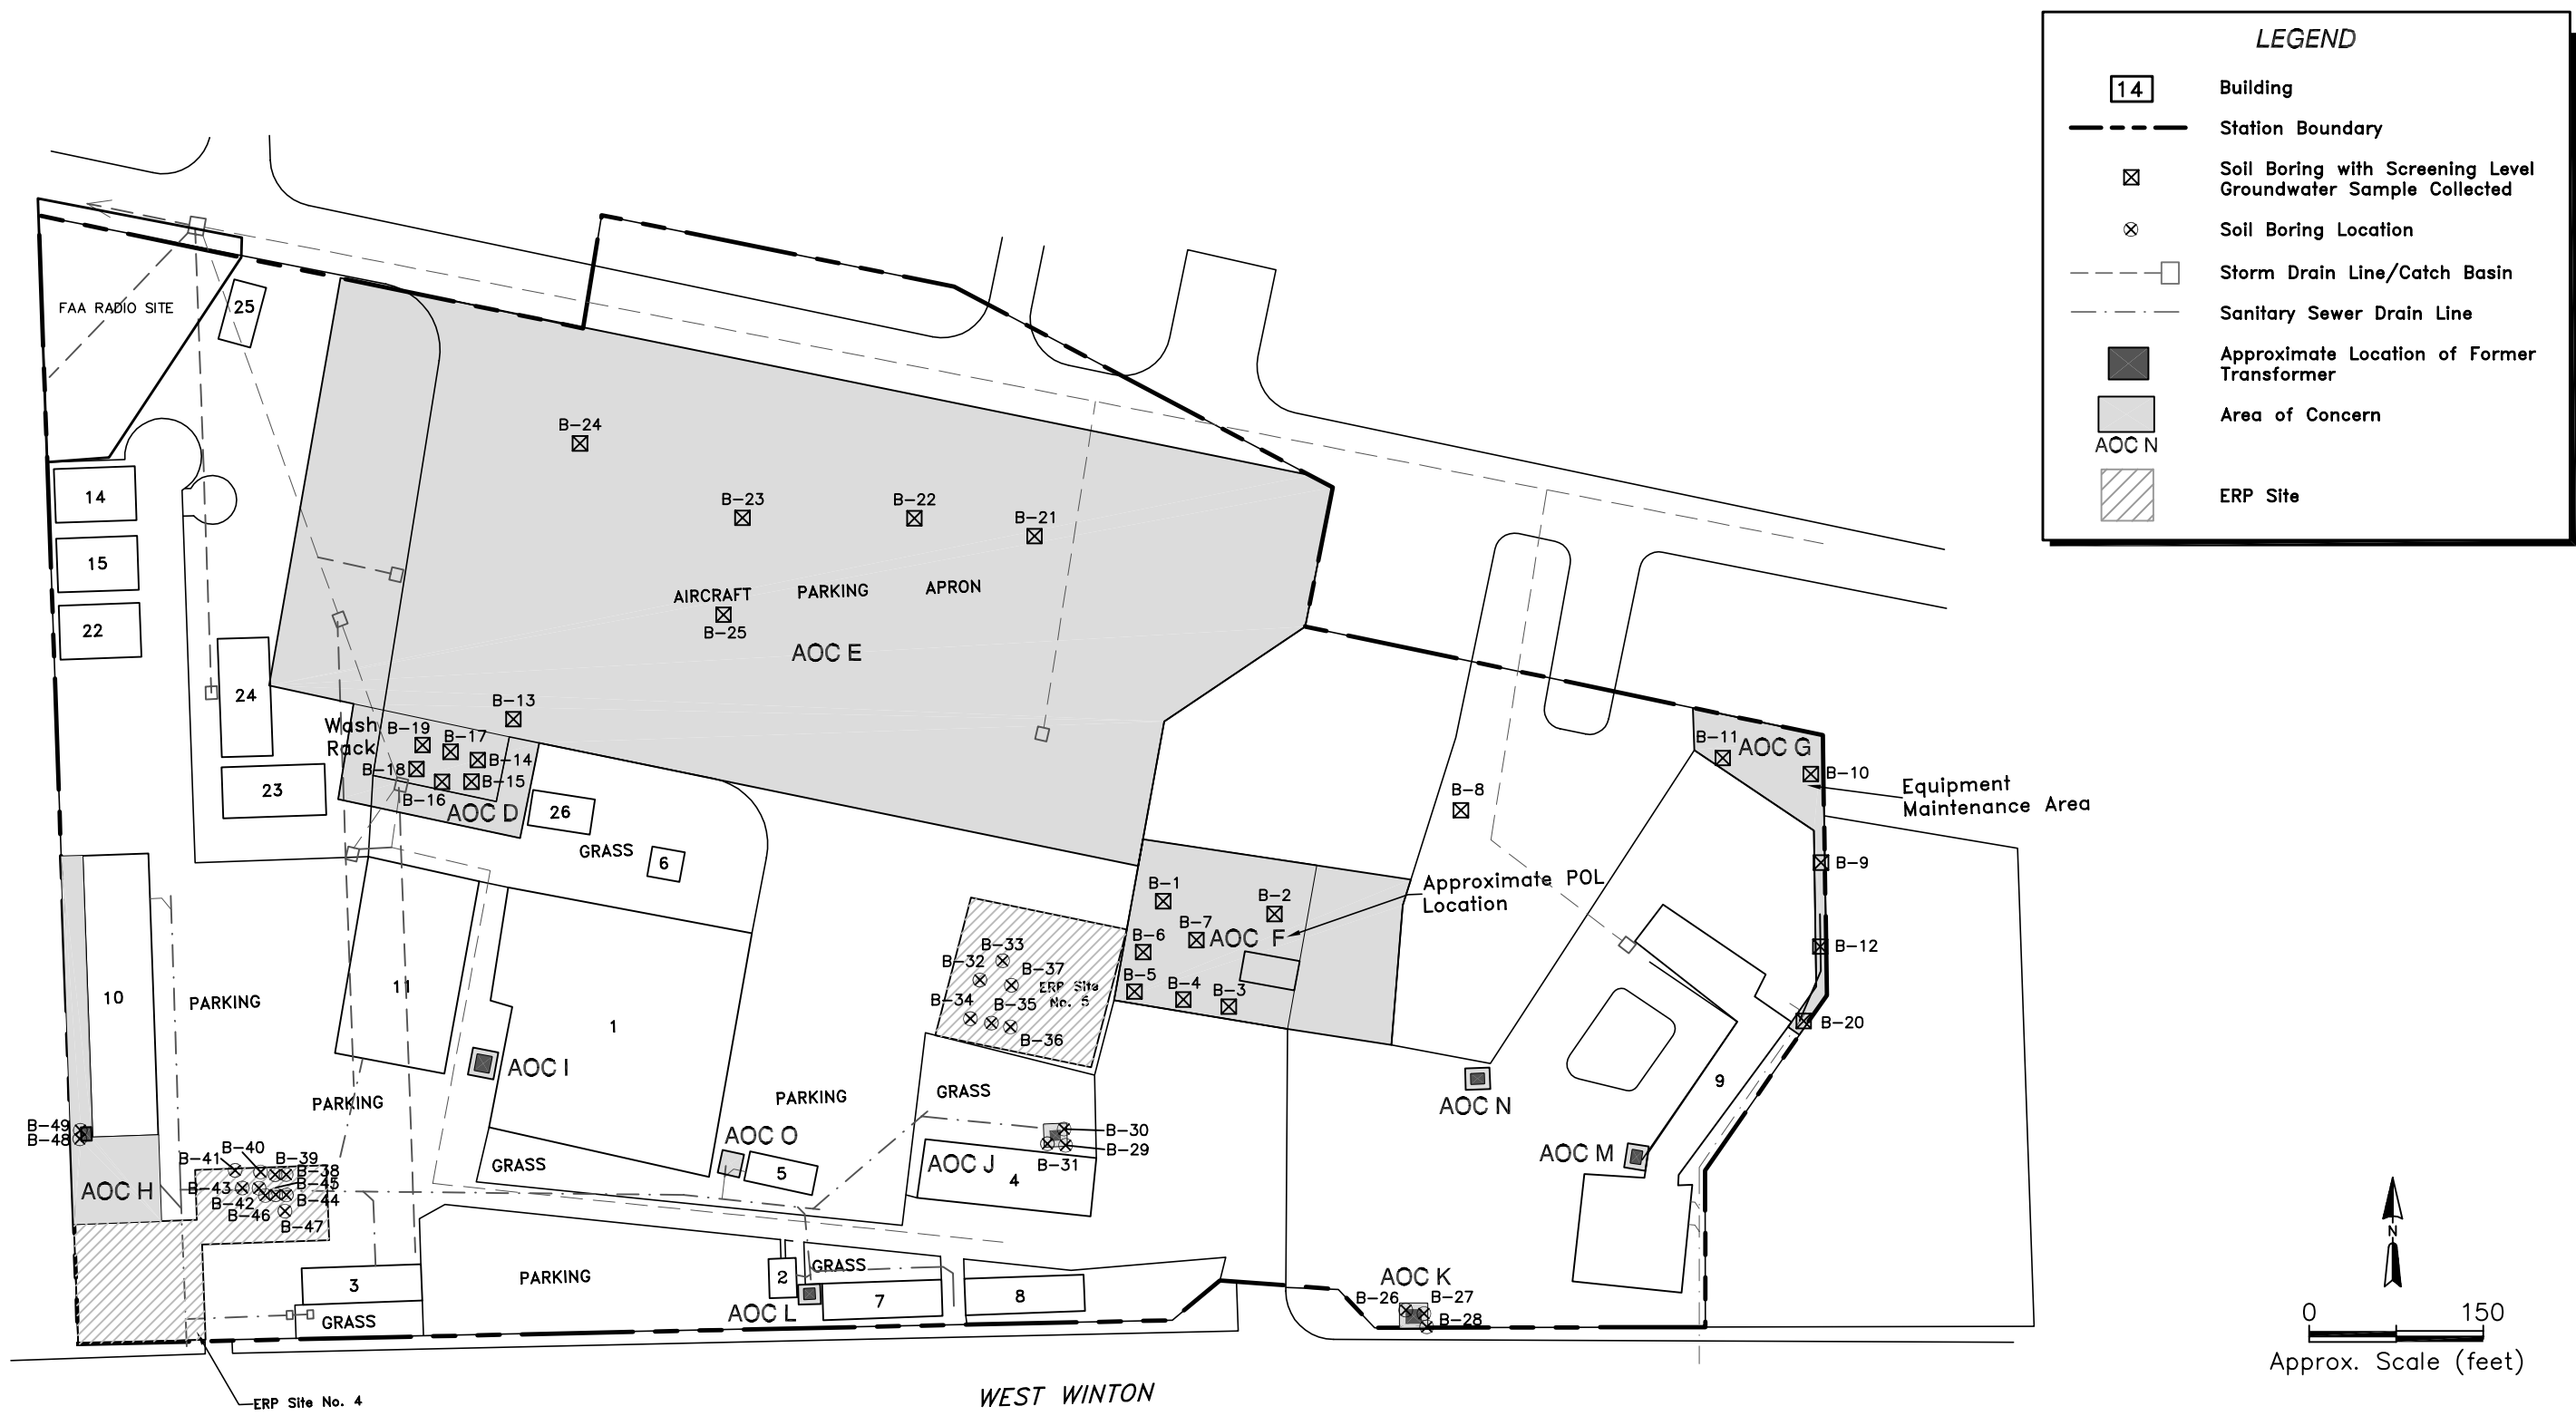 LEGEND
14
Building
Station Boundary
Soil Boring with Screening Level
Groundwater Sample Collected
Soil Boring Location
Storm Drain Line/Catch Basin
Sanitary Sewer Drain Line
Approximate Location of Former
Transformer
Area of Concern
AOC N
ERP Site
FAA RADIO SITE
25
B-24
14
B-23
B-22
B-21
15
AIRCRAFT PARKING APRON
B-25
22
AOC E
24
B-13
Wash
Rack
B-19
B-17
B-14
B-18
B-15
B-16
AOC D
23
26
GRASS
6
B-11
AOC G
B-10
Equipment
Maintenance Area
B-8
B-9
B-1
B-2
Approximate POL
Location
B-7
AOC F
B-6
B-12
B-5
B-4
B-3
B-20
B-33
B-32
B-37
ERP Site
No. 5
B-34
B-35
B-36
10
PARKING
11
1
AOC I
PARKING
PARKING
GRASS
9
AOC N
B-49
B-48
AOC O
B-30
B-29
B-31
AOC J
4
AOC M
B-40
B-41
B-39
B-38
B-45
B-43
B-44
B-42
B-46
B-47
AOC H
GRASS
5
3
GRASS
PARKING
2
GRASS
AOC L
7
8
AOC K
B-26
B-27
B-28
N
0 150
Approx. Scale (feet)
ERP Site No. 4
WEST WINTON